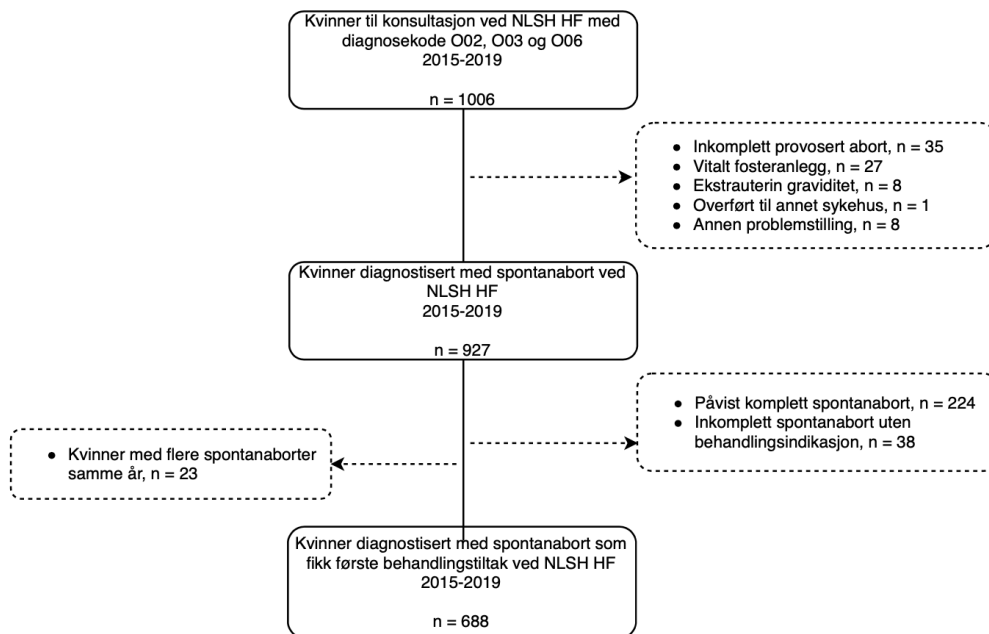 Kvinner til konsultasjon ved NLSH HF med
diagnosekode O02, O03 og O06
2015-2019
n = 1006
● Inkomplett provosert abort, n = 35
● Vitalt fosteranlegg, n = 27
● Ekstrauterin graviditet, n = 8
● Overført til annet sykehus, n = 1
● Annen problemstilling, n = 8
Kvinner diagnostisert med spontanabort ved
NLSH HF
2015-2019
n = 927
● Påvist komplett spontanabort, n = 224
● Inkomplett spontanabort uten
behandlingsindikasjon, n = 38
● Kvinner med flere spontanaborter
samme år, n = 23
Kvinner diagnostisert med spontanabort som
fikk første behandlingstiltak ved NLSH HF
2015-2019
n = 688